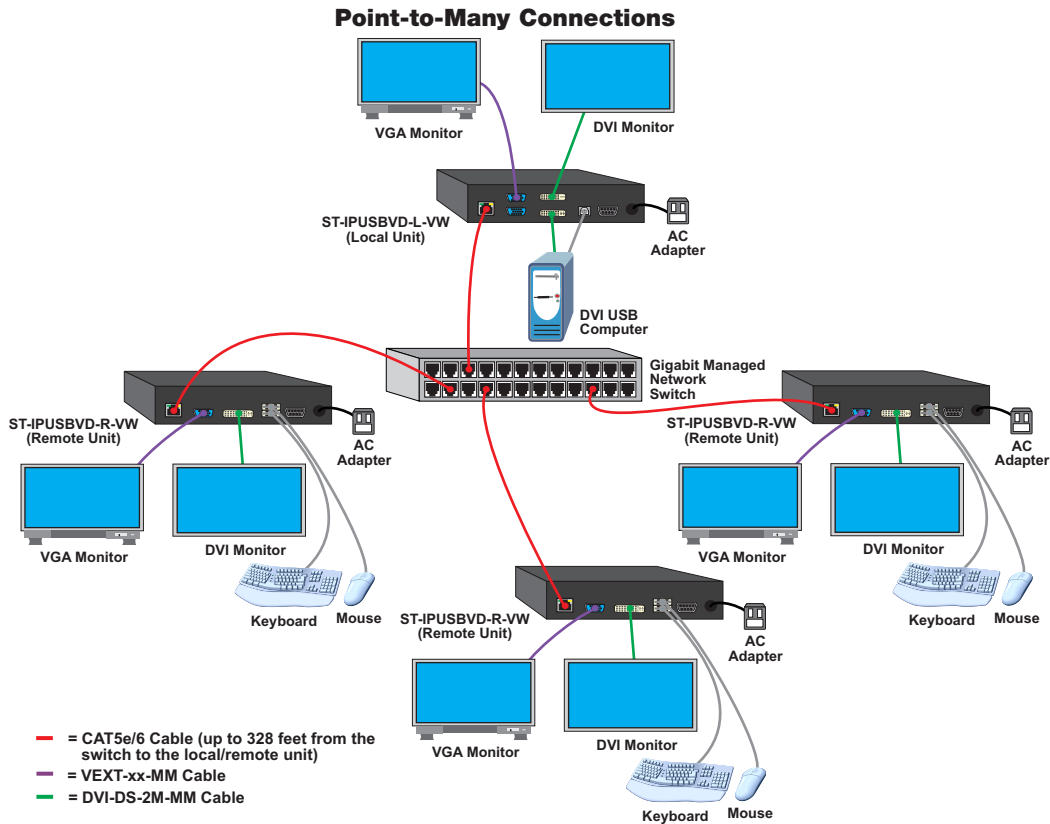 Point-to-Many Connections
VGA Monitor
DVI Monitor
ST-IPUSBVD-L-VW
(Local Unit)
AC
Adapter
DVI USB
Computer
Gigabit Managed
Network
Switch
ST-IPUSBVD-R-VW
(Remote Unit)
AC
Adapter
VGA Monitor
DVI Monitor
Keyboard
Mouse
ST-IPUSBVD-R-VW
(Remote Unit)
AC
Adapter
VGA Monitor
DVI Monitor
Keyboard
Mouse
ST-IPUSBVD-R-VW
(Remote Unit)
AC
Adapter
VGA Monitor
DVI Monitor
Keyboard
Mouse
= CAT5e/6 Cable (up to 328 feet from the
switch to the local/remote unit)
= VEXT-xx-MM Cable
= DVI-DS-2M-MM Cable